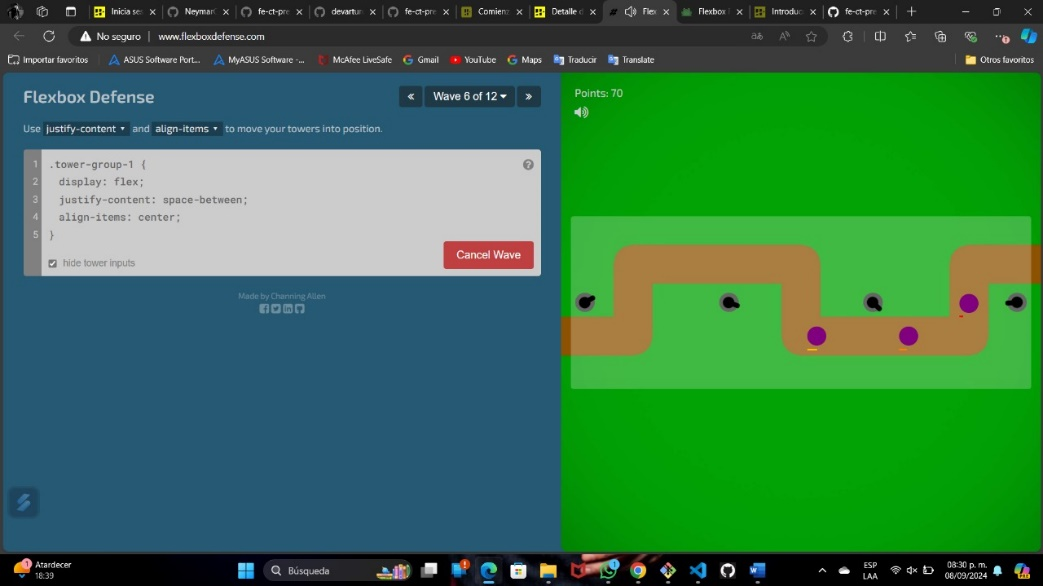 Inicia se
Neymar
fe-ct-pre
devartu
fe-ct-pre
Comien
Detalle d
Flex
Flexbox
Introduc
fe-ct-pre
No seguro | www.flexboxdefense.com
Importar favoritos
ASUS Software Port...
MyASUS Software -...
McAfee LiveSafe
Gmail
YouTube
Maps
Traducir
Translate
Otros favoritos
Flexbox Defense
« Wave 6 of 12 »
Use justify-content and align-items to move your towers into position.
1 .tower-group-1 {
2 display: flex;
3 justify-content: space-between;
4 align-items: center;
5 }
hide tower inputs
Cancel Wave
Made by Channing Allen
Points: 70
Atardecer
18:39
Búsqueda
ESP
LAA
08:30 p. m.
08/09/2024